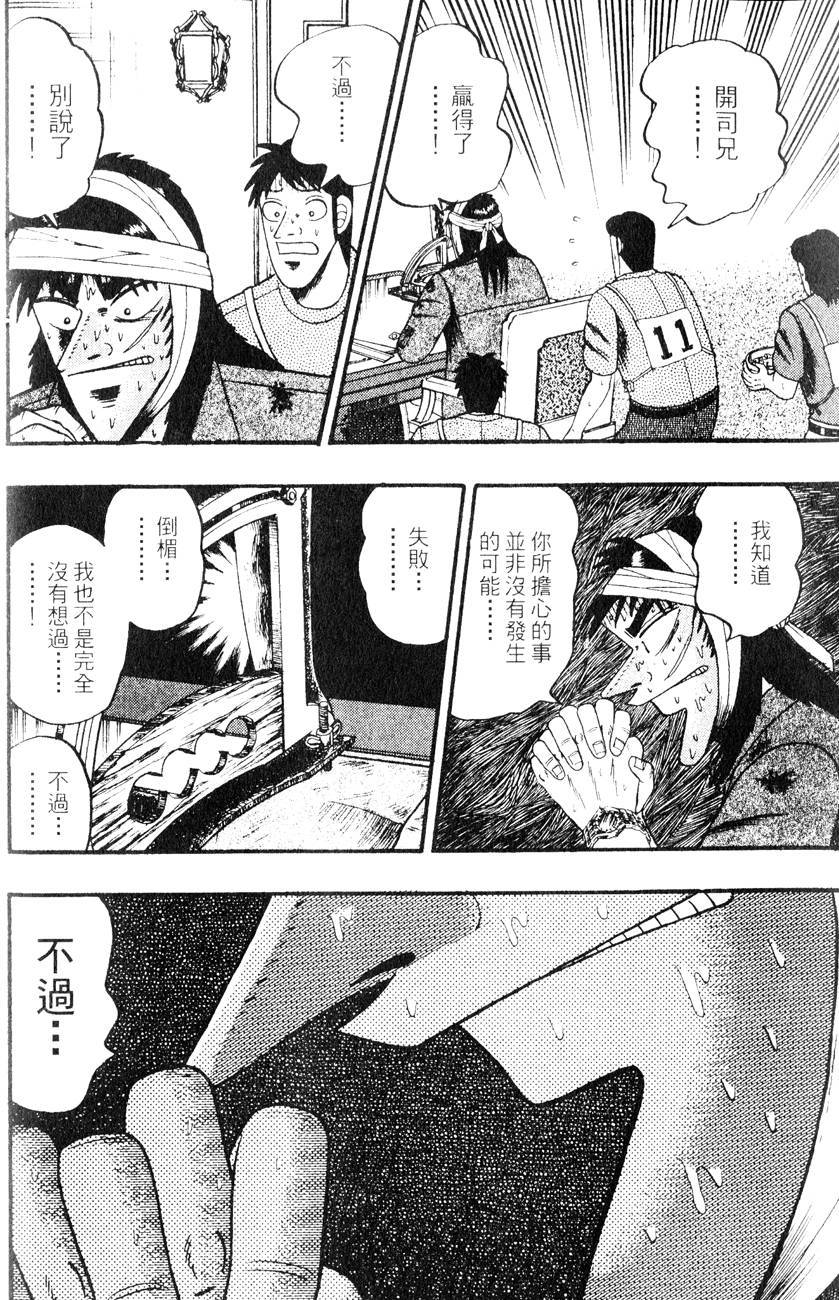 開司兄
……！
贏得了
……！
11
不過……
別說了
……！
我知道
……
你所擔心的事
並非沒有發生
的可能……
失敗…
……
倒楣…
……
我也不是完全
沒有想過……
……！
不過…
……
不過…